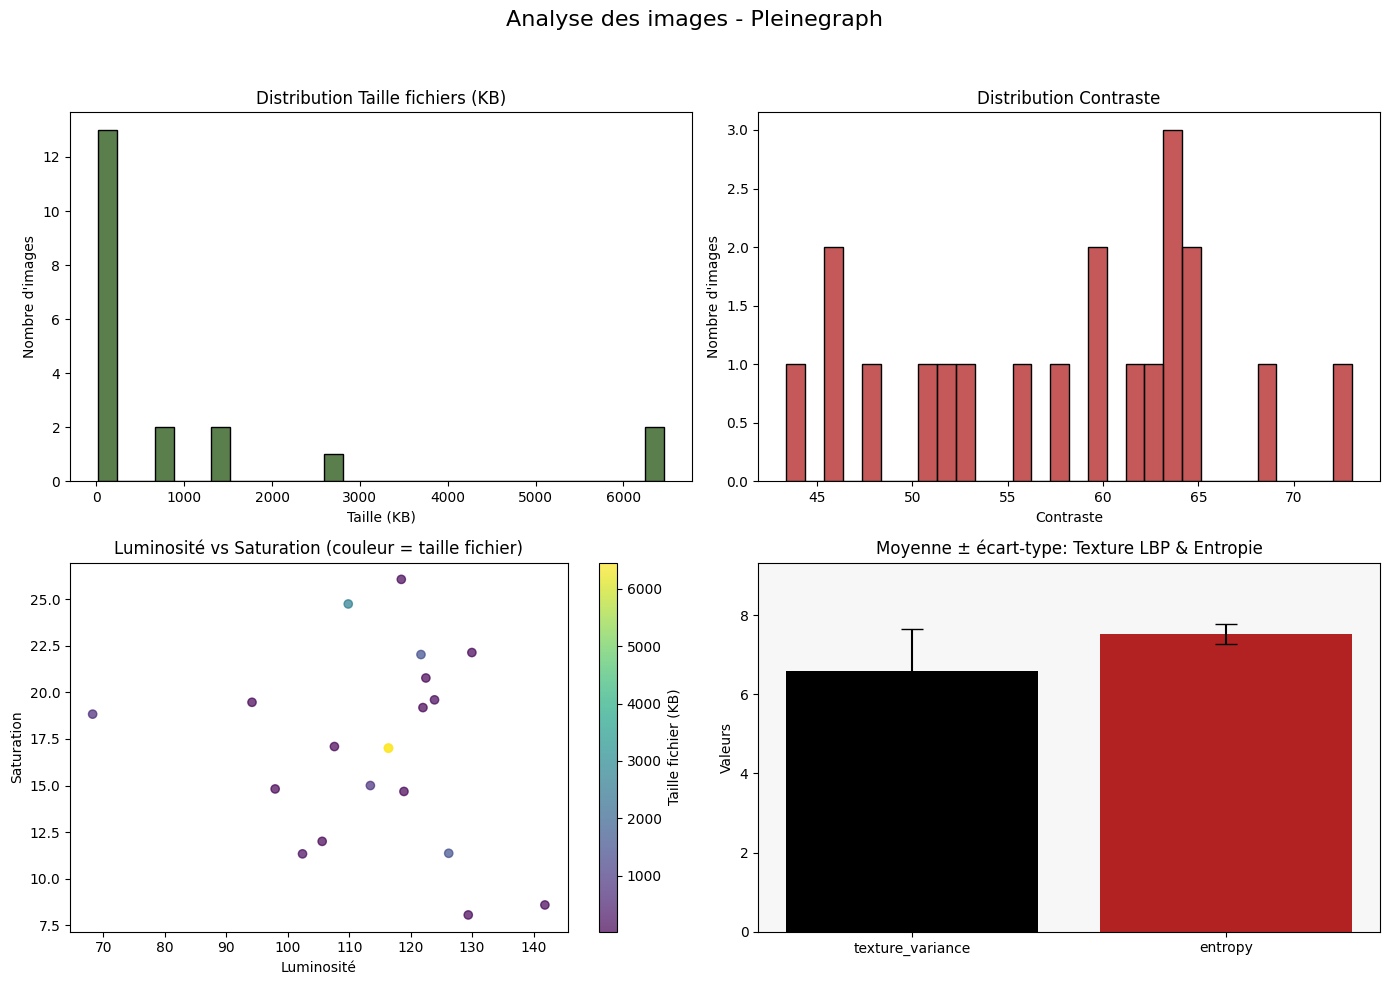 Analyse des images - Pleinegraph
Distribution Taille fichiers (KB)
Nombre d'images
12
10
8
6
4
2
0
0 1000 2000 3000 4000 5000 6000
Taille (KB)
Distribution Contraste
Nombre d'images
3.0
2.5
2.0
1.5
1.0
0.5
0.0
45 50 55 60 65 70
Contraste
Luminosité vs Saturation (couleur = taille fichier)
Saturation
25.0
22.5
20.0
17.5
15.0
12.5
10.0
7.5
70 80 90 100 110 120 130 140
Luminosité
6000
5000
4000
3000
2000
1000
Taille fichier (KB)
Moyenne ± écart-type: Texture LBP & Entropie
Valeurs
8
6
4
2
0
texture_variance entropy